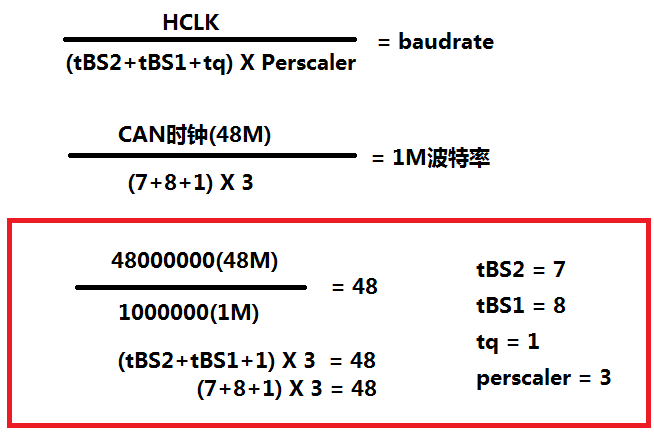 HCLK
(tBS2+tBS1+tq) X Perscaler
= baudrate
CAN时钟(48M)
(7+8+1) X 3
= 1M波特率
48000000(48M)
1000000(1M)
= 48
(tBS2+tBS1+1) X 3 = 48
(7+8+1) X 3 = 48
tBS2 = 7
tBS1 = 8
tq = 1
perscaler = 3